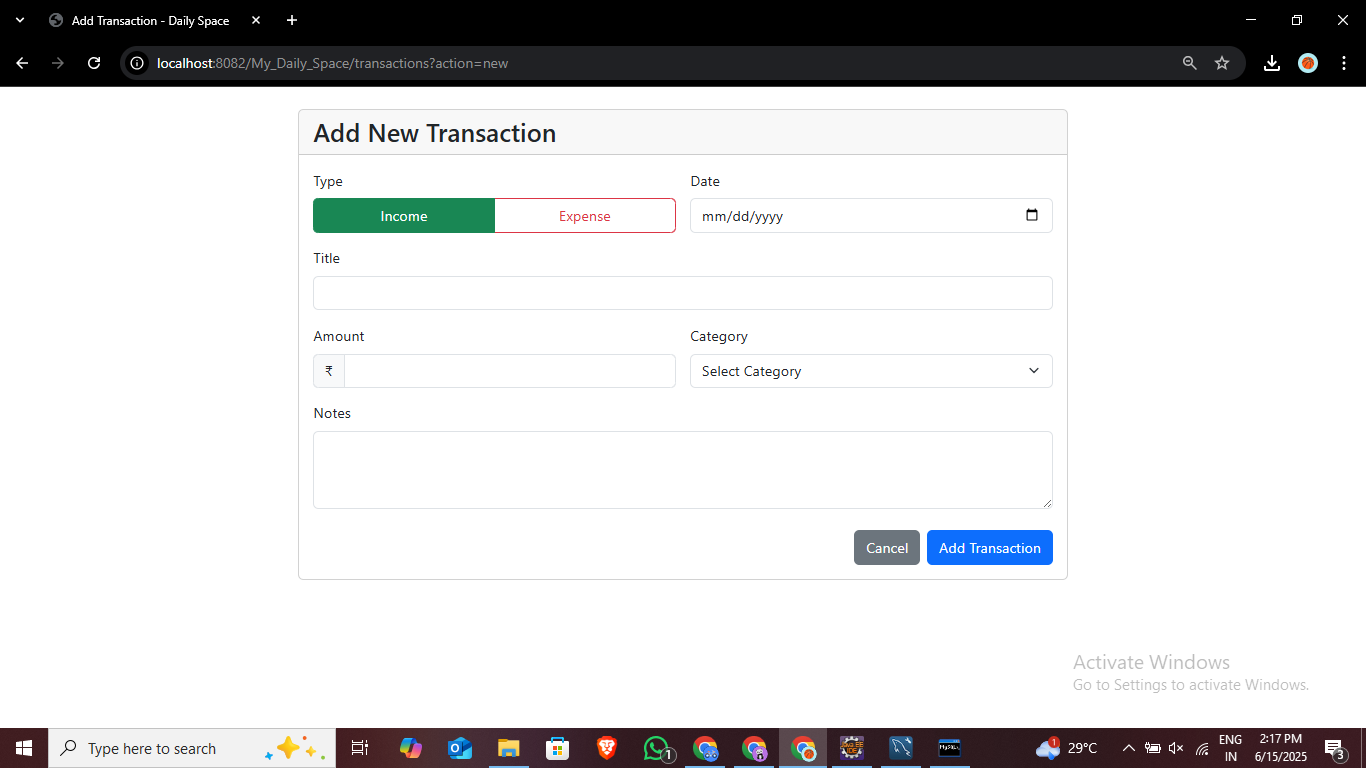 Add Transaction - Daily Space
localhost:8082/My_Daily_Space/transactions?action=new
Add New Transaction
Type
Date
Income
Expense
mm/dd/yyyy
Title
Amount
Category
₹
Select Category
Notes
Cancel
Add Transaction
Activate Windows
Go to Settings to activate Windows.
Type here to search
1
1
29°C
ENG
IN
2:17 PM
6/15/2025
3